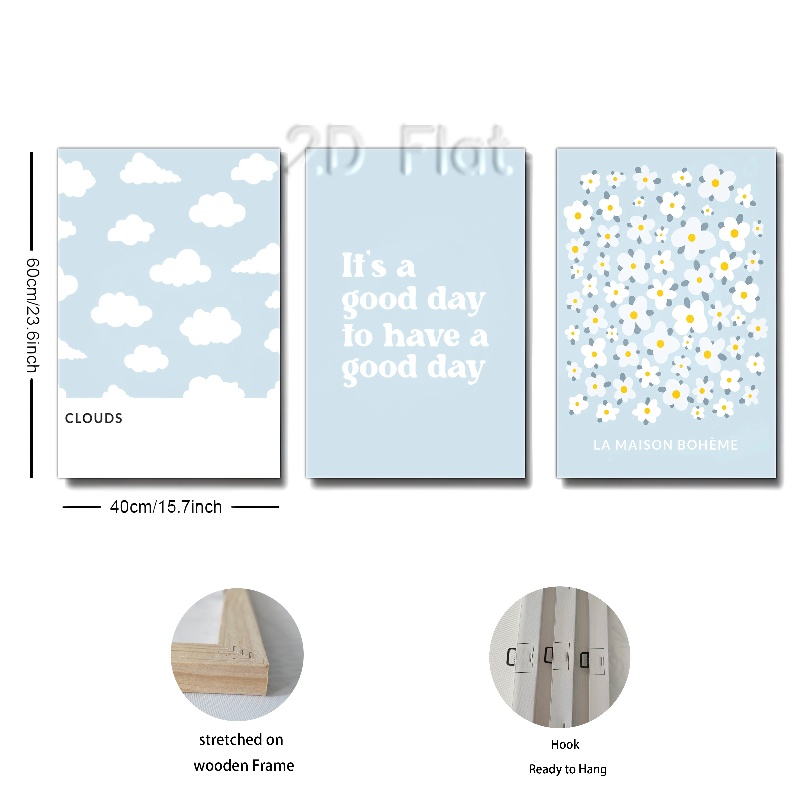 2D Flat
60cm/23.6inch
CLOUDS
It's a
good day
to have a
good day
LA MAISON BOHÈME
40cm/15.7inch
stretched on
wooden Frame
Hook
Ready to Hang